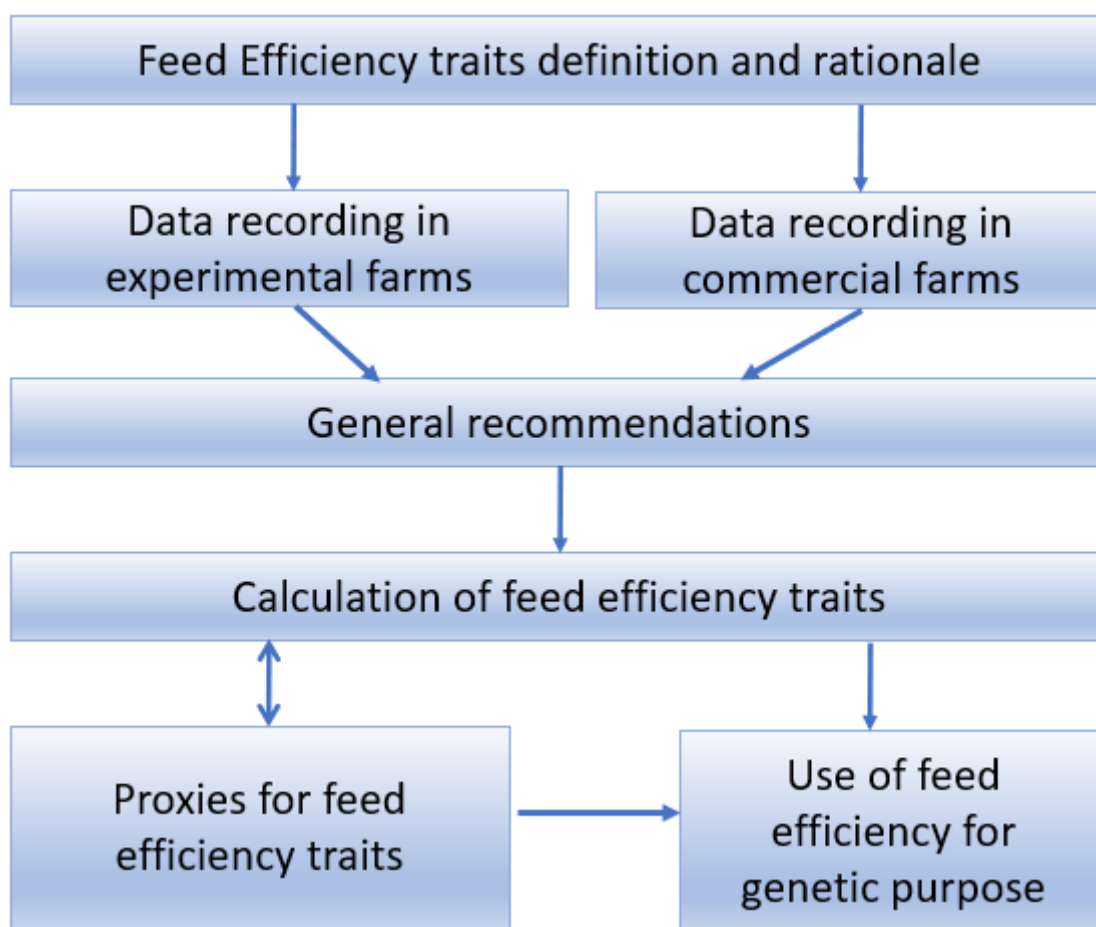 Feed Efficiency traits definition and rationale
Data recording in
experimental farms
Data recording in
commercial farms
General recommendations
Calculation of feed efficiency traits
Proxies for feed
efficiency traits
Use of feed
efficiency for
genetic purpose